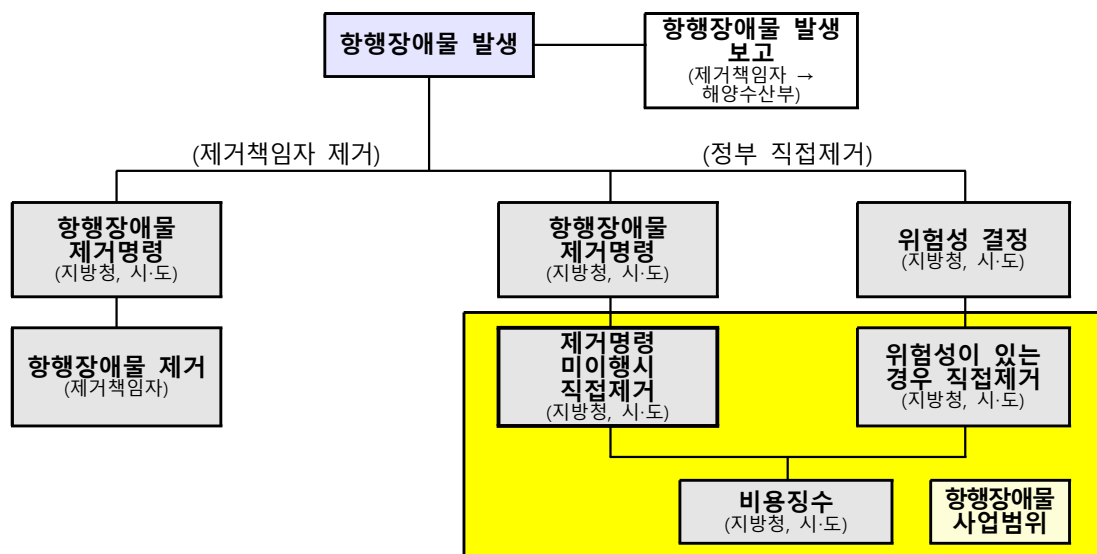 항행장애물 발생
항행장애물 발생
보고
(제거책임자 →
해양수산부)
(제거책임자 제거)
(정부 직접제거)
항행장애물
제거명령
(지방청, 시·도)
항행장애물
제거명령
(지방청, 시·도)
위험성 결정
(지방청, 시·도)
항행장애물 제거
(제거책임자)
제거명령
미이행시
직접제거
(지방청, 시·도)
위험성이 있는
경우 직접제거
(지방청, 시·도)
비용징수
(지방청, 시·도)
항행장애물
사업범위